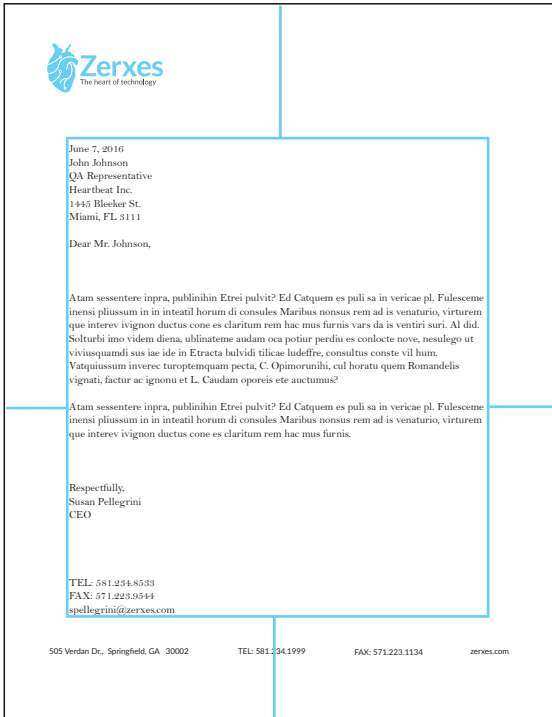 Zerxes
The heart of technology
June 7, 2016
John Johnson
QA Representative
Heartbeat Inc.
1445 Bleeker St.
Miami, FL 3111
Dear Mr. Johnson,
Atam sessentere inpra, publinihin Etrei pulvit? Ed Catquem es puli sa in vericae pl. Fulesceme
inensi pliussum in in inteatil horum di consules Maribus nonsus rem ad is venaturio, virturem
que interev ivignon ductus cone es claritum rem hac mus furnis vars da is ventiri suri. Al did.
Solturbi imo videm diena, ublinateme audam oca potiur perdiu es conlocte nove, nesulego ut
viviusquamdi sus iae ide in Etracta bulvidi tilicae ludeffre, consultus conste vil hum.
Vatquiussum inverec turoptemquam pecta, C. Opimorunihi, cul horatu quem Romandelis
vignati, factur ac ignonu et L. Caudam oporeis ete auctumus?
Atam sessentere inpra, publinihin Etrei pulvit? Ed Catquem es puli sa in vericae pl. Fulesceme
inensi pliussum in in inteatil horum di consules Maribus nonsus rem ad is venaturio, virturem
que interev ivignon ductus cone es claritum rem hac mus furnis.
Respectfully,
Susan Pellegrini
CEO
TEL: 581.234.8533
FAX: 571.223.9544
spellegrini@zerxes.com
505 Verdan Dr., Springfield, GA 30002 TEL: 581.234.1999 FAX: 571.223.1134 zerxes.com